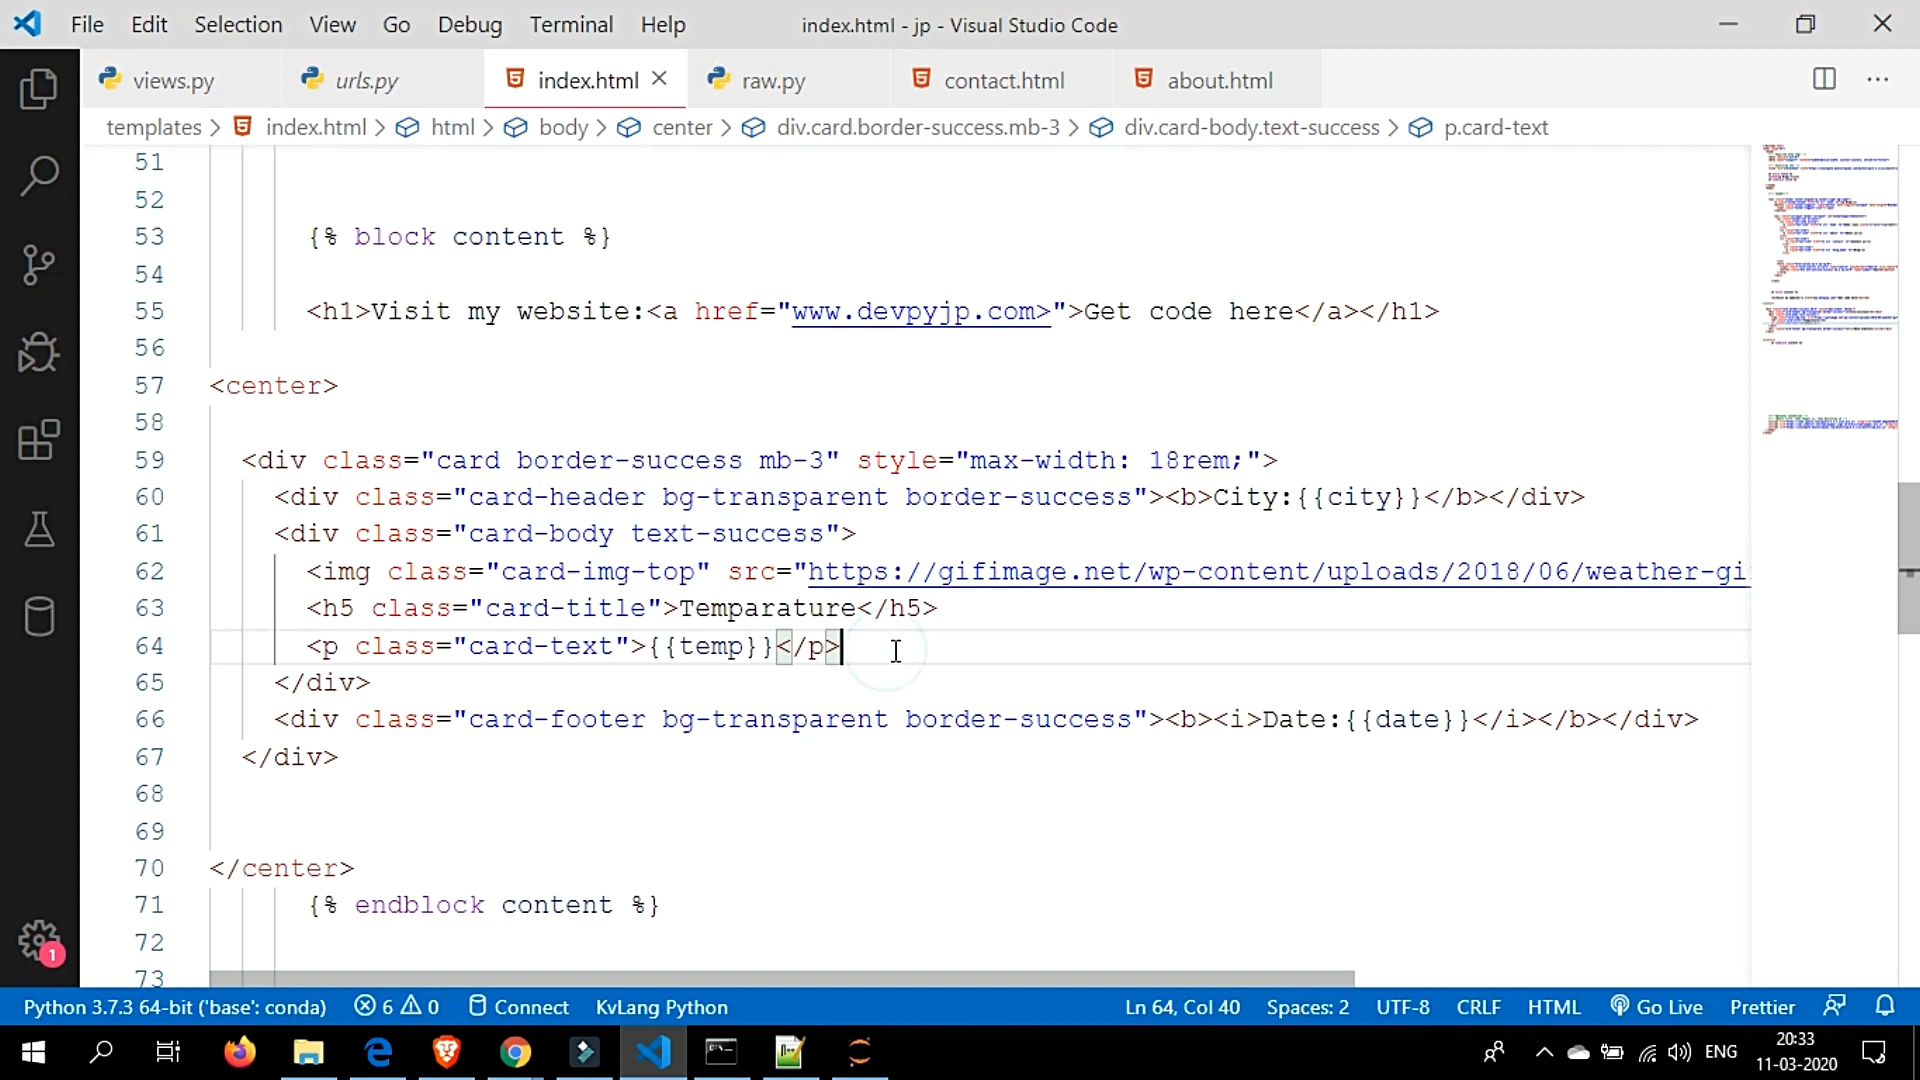 File Edit Selection View Go Debug Terminal Help index.html - jp - Visual Studio Code
views.py urls.py index.html raw.py contact.html about.html
templates > index.html > html > body > center > div.card.border-success.mb-3 > div.card-body.text-success > p.card-text
51
52
53 {% block content %}
54
55 <h1>Visit my website:<a href="www.devpyjp.com>">Get code here</a></h1>
56
57 <center>
58
59 <div class="card border-success mb-3" style="max-width: 18rem;">
60 <div class="card-header bg-transparent border-success"><b>City:{{city}}</b></div>
61 <div class="card-body text-success">
62 <img class="card-img-top" src="https://gifimage.net/wp-content/uploads/2018/06/weather-gi
63 <h5 class="card-title">Temparature</h5>
64 <p class="card-text">{{temp}}</p>
65 </div>
66 <div class="card-footer bg-transparent border-success"><b><i>Date:{{date}}</i></b></div>
67 </div>
68
69
70 </center>
71 {% endblock content %}
72
73
1
Python 3.7.3 64-bit ('base': conda) 6 0 Connect KvLang Python Ln 64, Col 40 Spaces: 2 UTF-8 CRLF HTML Go Live Prettier
ENG 20:33
11-03-2020